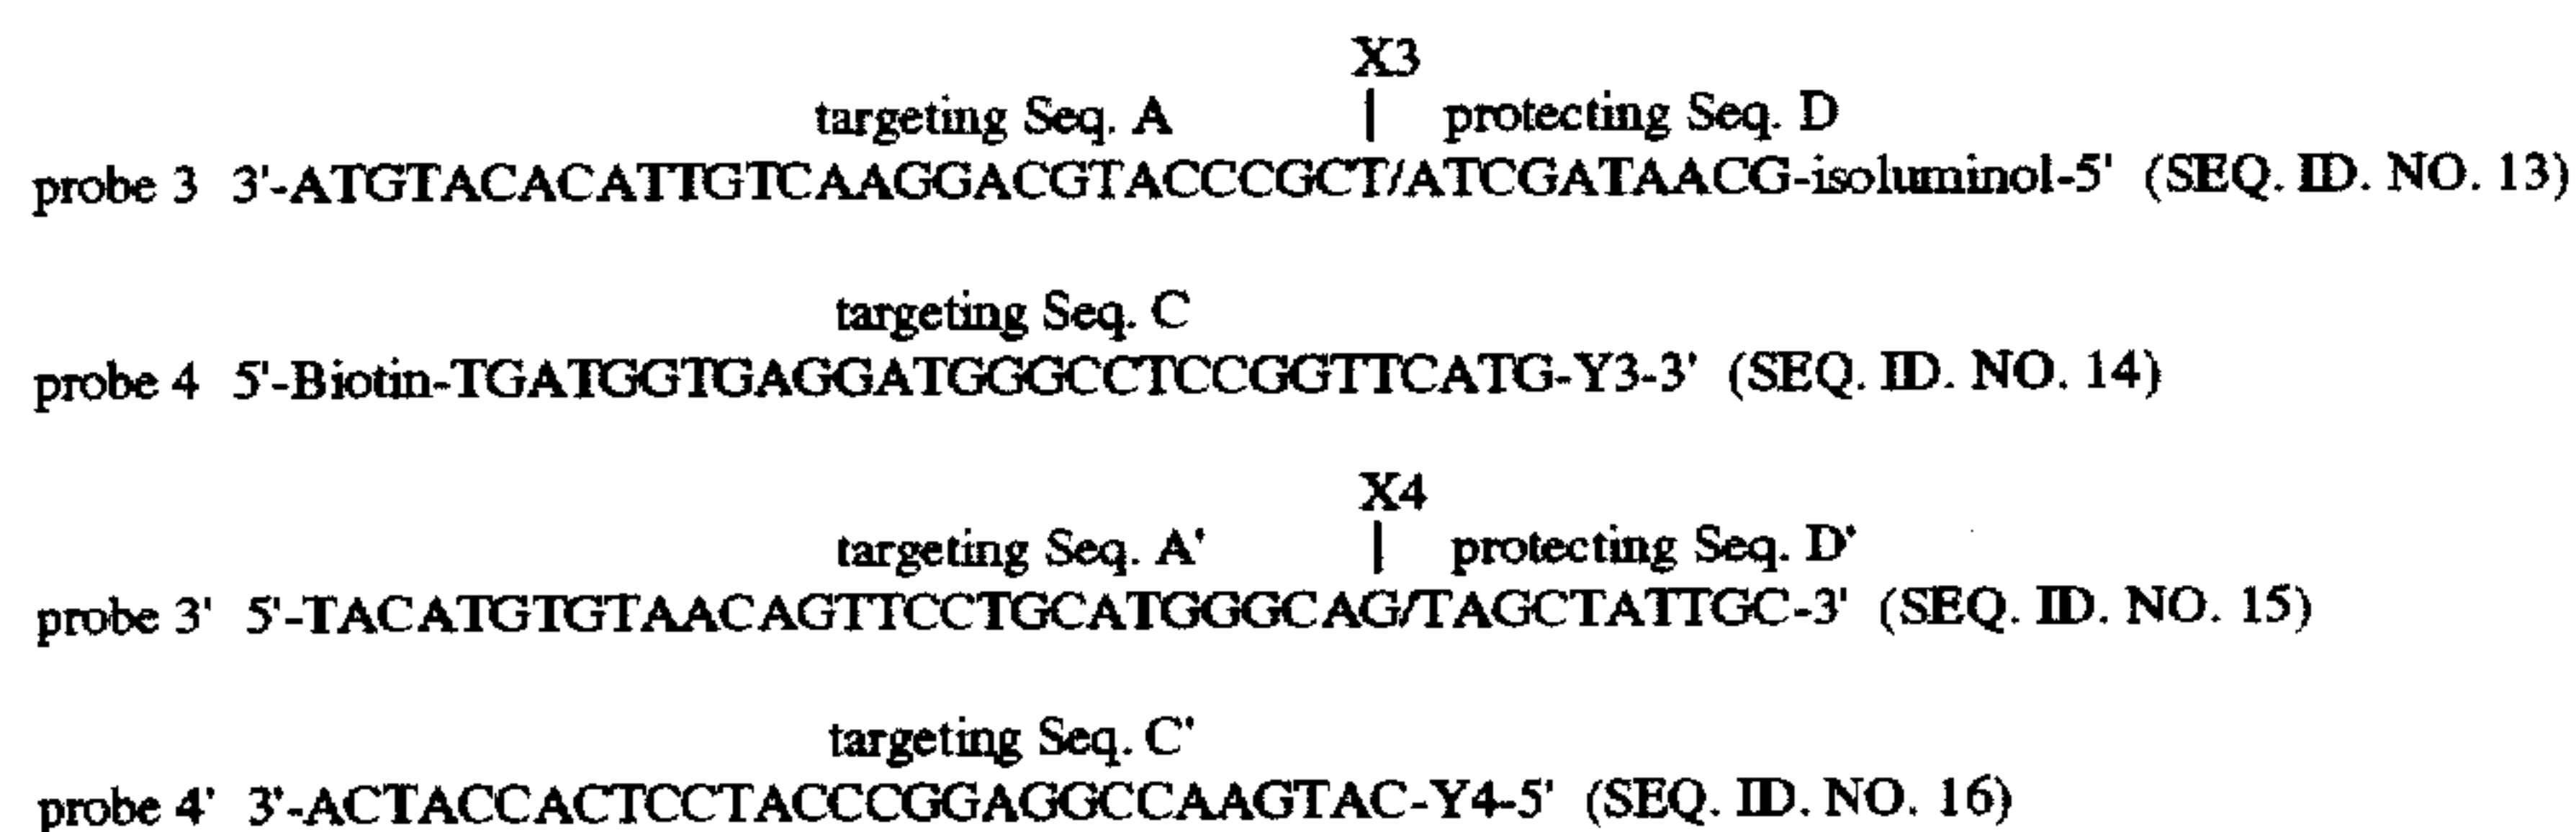 X3
targeting Seq. A | protecting Seq. D
probe 3 3'-ATGTACACATTGTCAAGGACGTACCCGCT/ATCGATAACG-isoluminol-5' (SEQ. ID. NO. 13)
targeting Seq. C
probe 4 5'-Biotin-TGATGGTGAGGATGGGCCTCCGGTTCATG-Y3-3' (SEQ. ID. NO. 14)
X4
targeting Seq. A' | protecting Seq. D'
probe 3' 5'-TACATGTGTAACAGTTCCTGCATGGGCAG/TAGCTATTGC-3' (SEQ. ID. NO. 15)
targeting Seq. C'
probe 4' 3'-ACTACCACTCCTACCCGGAGGCCAAGTAC-Y4-5' (SEQ. ID. NO. 16)